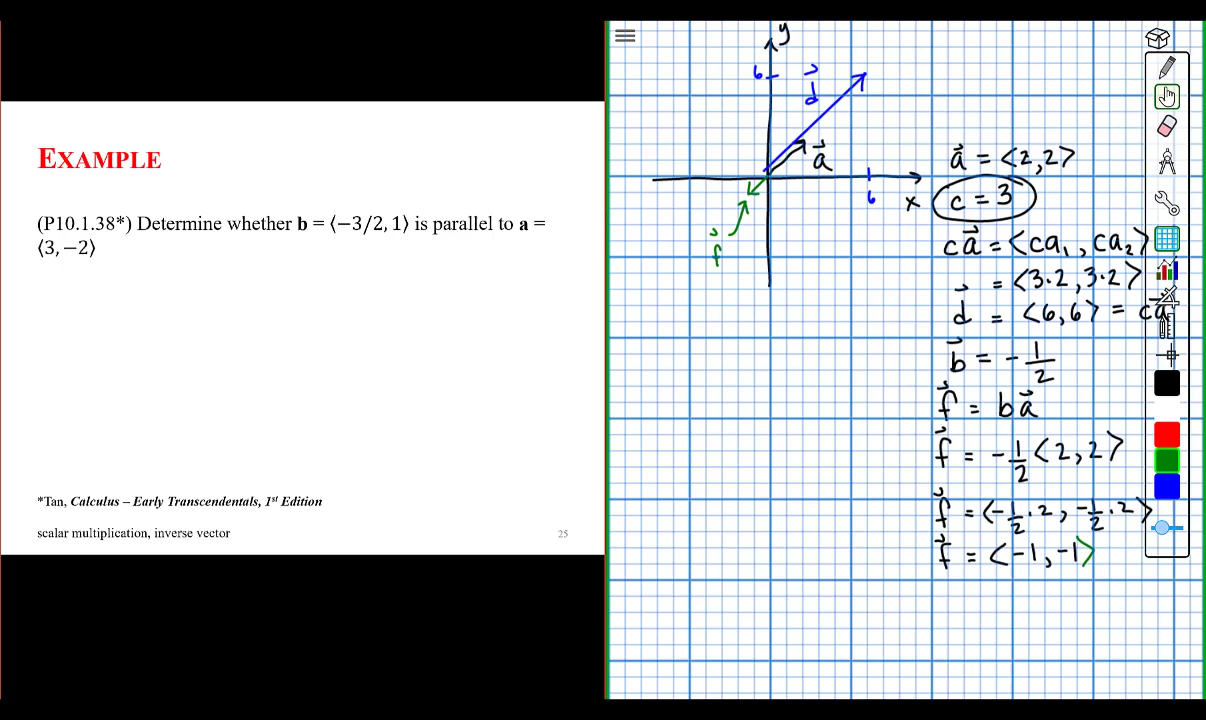 EXAMPLE
(P10.1.38*) Determine whether b = ⟨−3/2, 1⟩ is parallel to a =
⟨3, −2⟩
*Tan, Calculus – Early Transcendentals, 1st Edition
scalar multiplication, inverse vector
25
y
6
d⃗
a⃗
x
6
f⃗
a⃗ = <2,2>
c = 3
ca⃗ = <ca₁, ca₂>
= <3·2, 3·2>
d⃗ = <6,6> = ca⃗
b⃗ = -1/2
f⃗ = ba⃗
f⃗ = -1/2 <2,2>
f⃗ = <-1/2·2, -1/2·2>
f⃗ = <-1,-1>